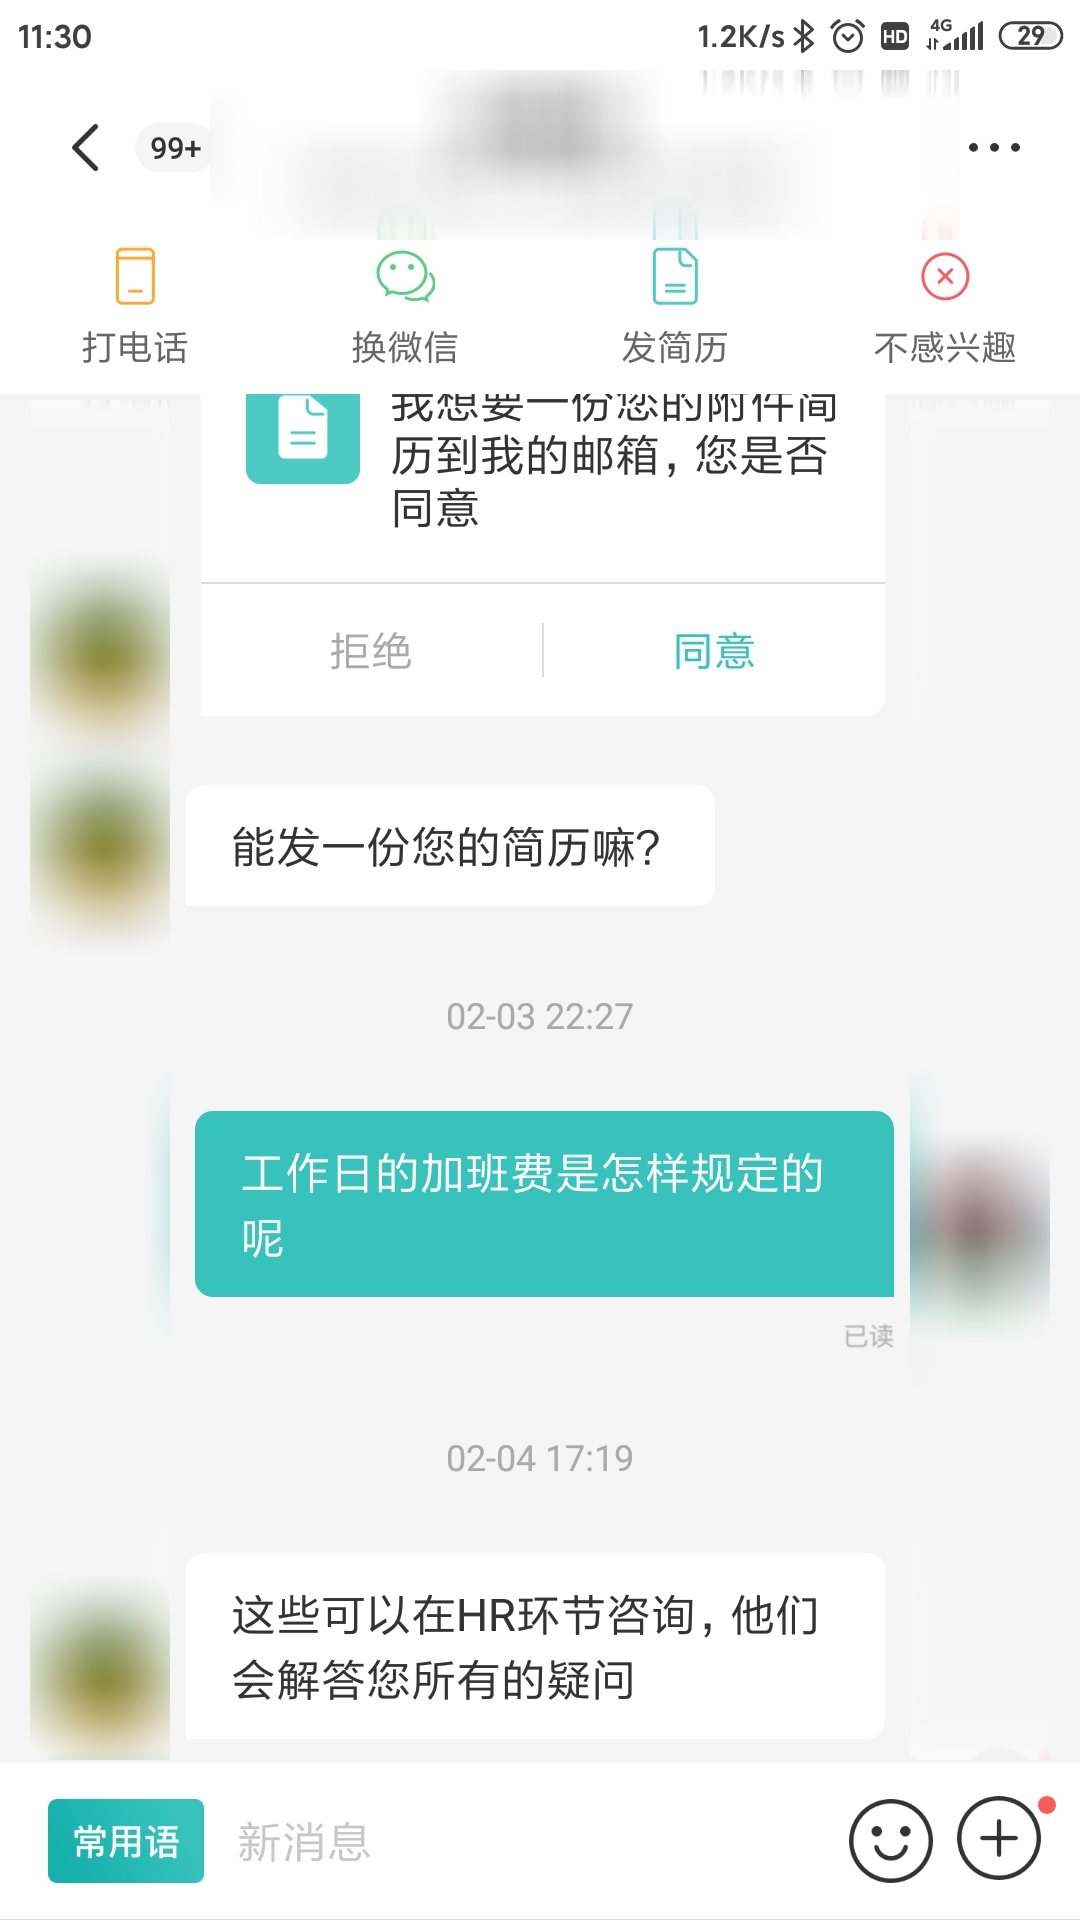 11:30
1.2K/s HD 4G 29
99+
打电话 换微信 发简历 不感兴趣
我想要一份您的附件简
历到我的邮箱，您是否
同意
拒绝 同意
能发一份您的简历嘛？
02-03 22:27
工作日的加班费是怎样规定的
呢
已读
02-04 17:19
这些可以在HR环节咨询，他们
会解答您所有的疑问
常用语 新消息